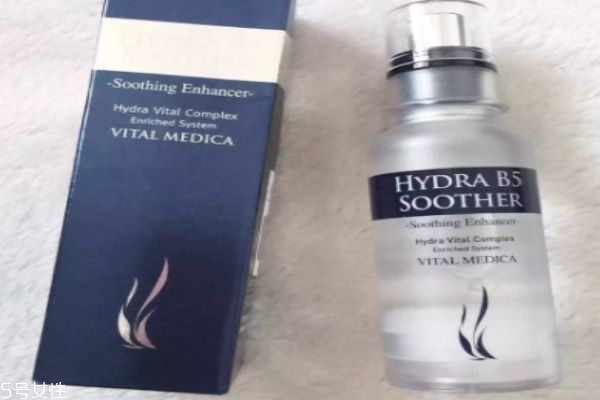 -Soothing Enhancer-
Hydra Vital Complex
Enriched System
VITAL MEDICA
HYDRA B5
SOOTHER
-Soothing Enhancer-
Hydra Vital Complex
Enriched System
VITAL MEDICA
5号女性